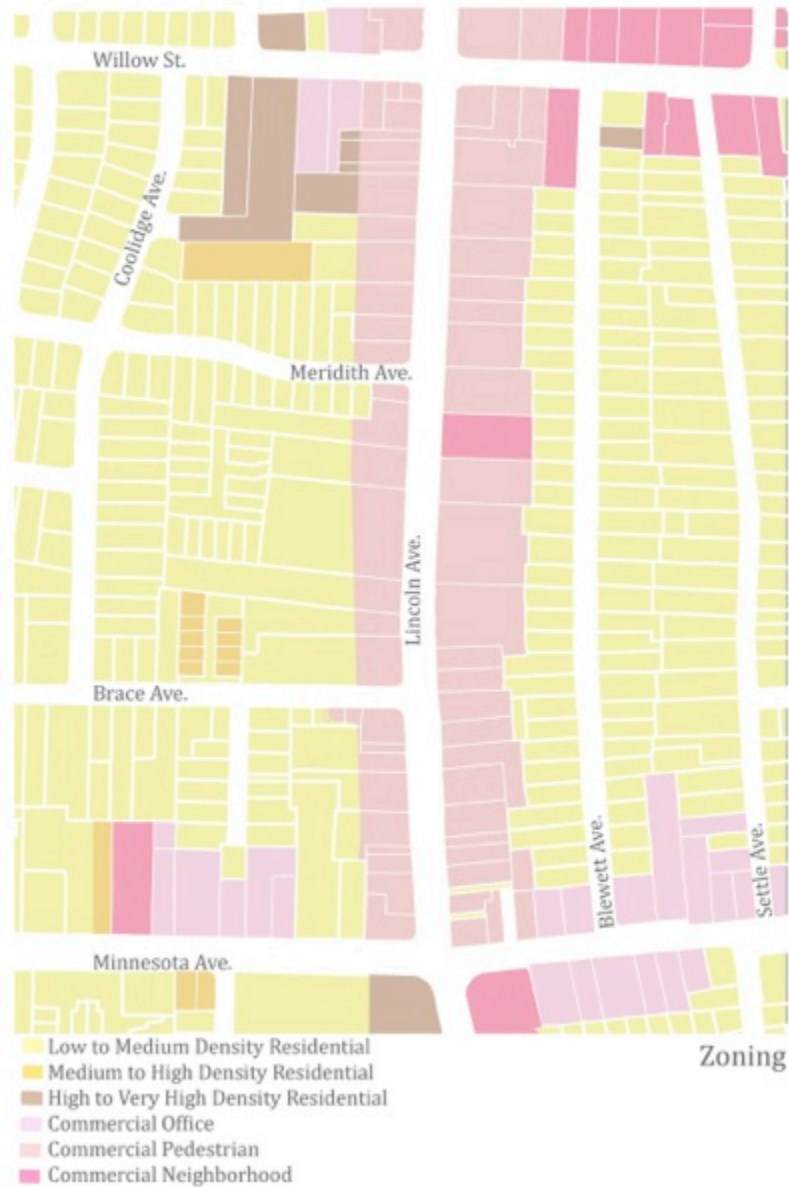 Willow St.
Coolidge Ave.
Meridith Ave.
Lincoln Ave.
Brace Ave.
Blewett Ave.
Settle Ave.
Minnesota Ave.
Low to Medium Density Residential
Zoning
Medium to High Density Residential
High to Very High Density Residential
Commercial Office
Commercial Pedestrian
Commercial Neighborhood